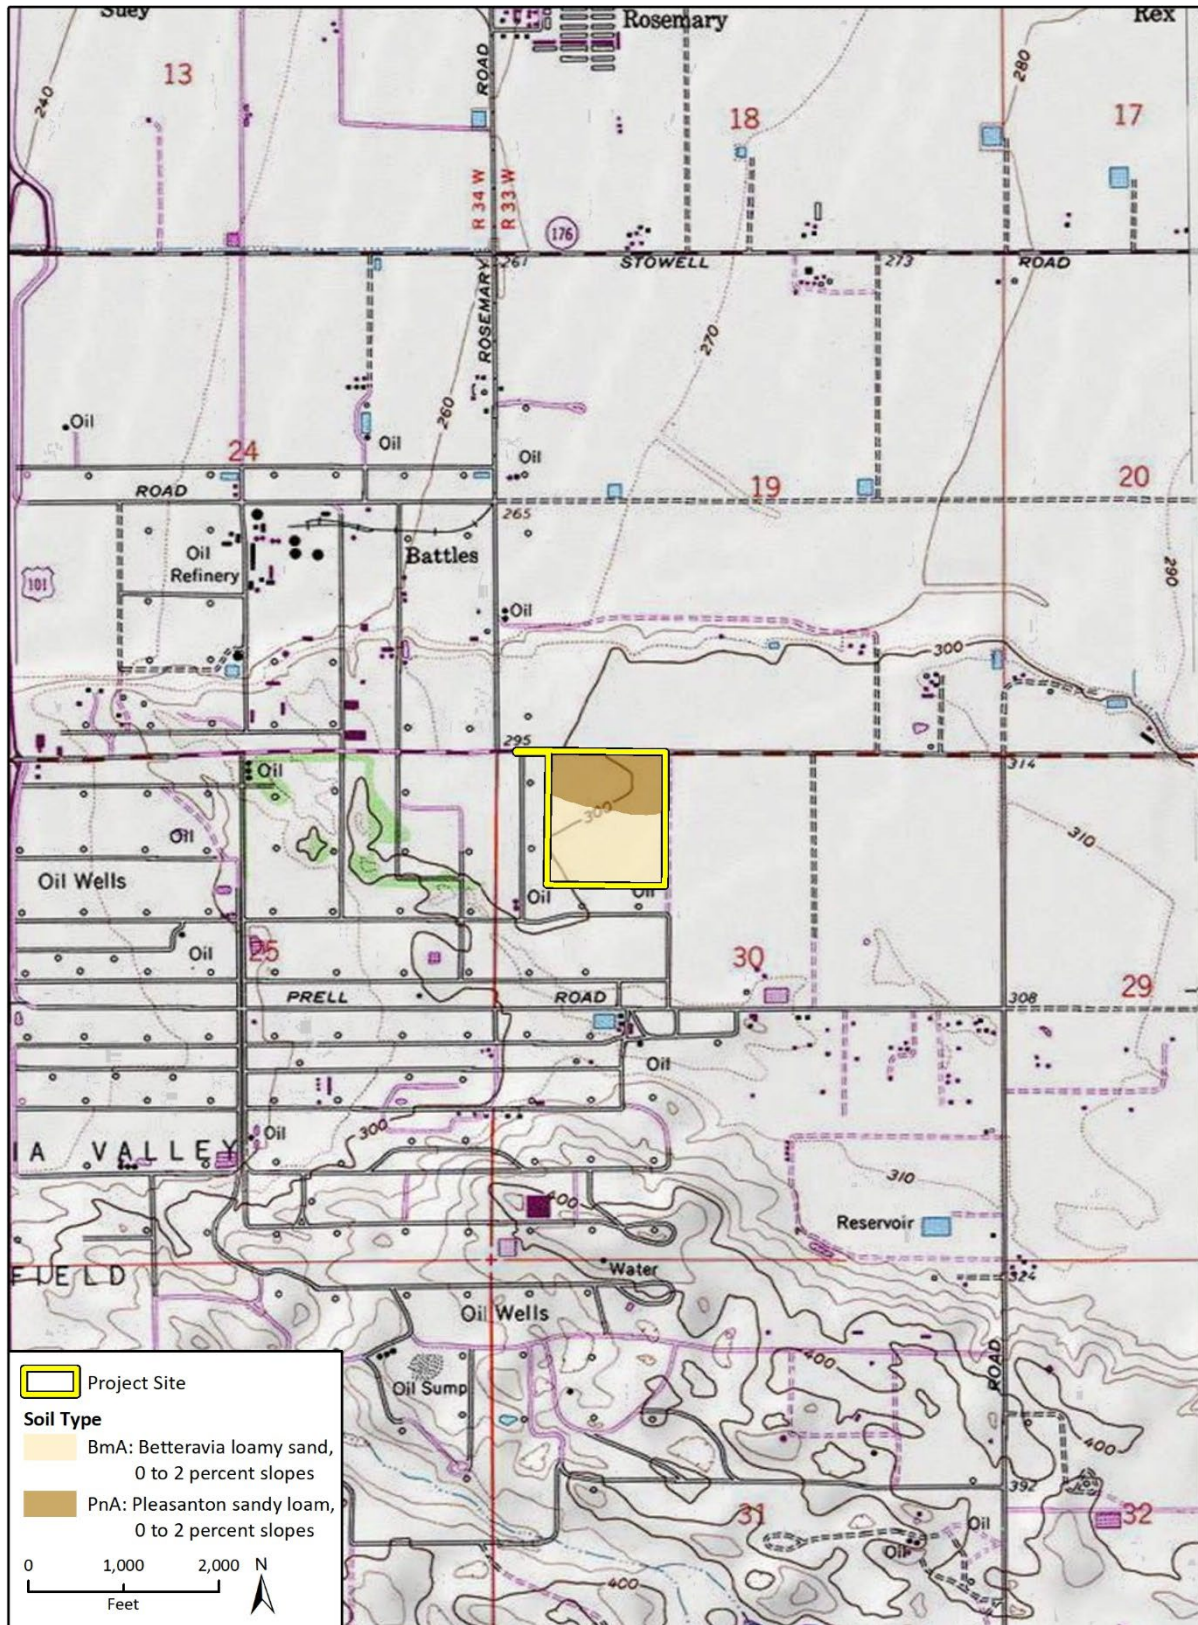 Suey
Rosemary
Rex
13
240
ROAD
18
280
17
R 34 W
R 33 W
176
261
STOWELL
273
ROAD
ROSEMARY
270
260
Oil
24
Oil
Oil
ROAD
19
20
265
Oil
Refinery
Battles
101
Oil
290
300
295
314
Oil
300
310
Oil
Oil Wells
Oil
Oil
Oil
25
30
29
PRELL
ROAD
308
Oil
300
Oil
IA VALLEY
310
400
Reservoir
FIELD
Water
324
Oil Wells
400
ROAD
Oil Sump
400
392
31
Oil
32
Oil
400
Project Site
Soil Type
BmA: Betteravia loamy sand,
0 to 2 percent slopes
PnA: Pleasanton sandy loam,
0 to 2 percent slopes
0 1,000 2,000 N
Feet